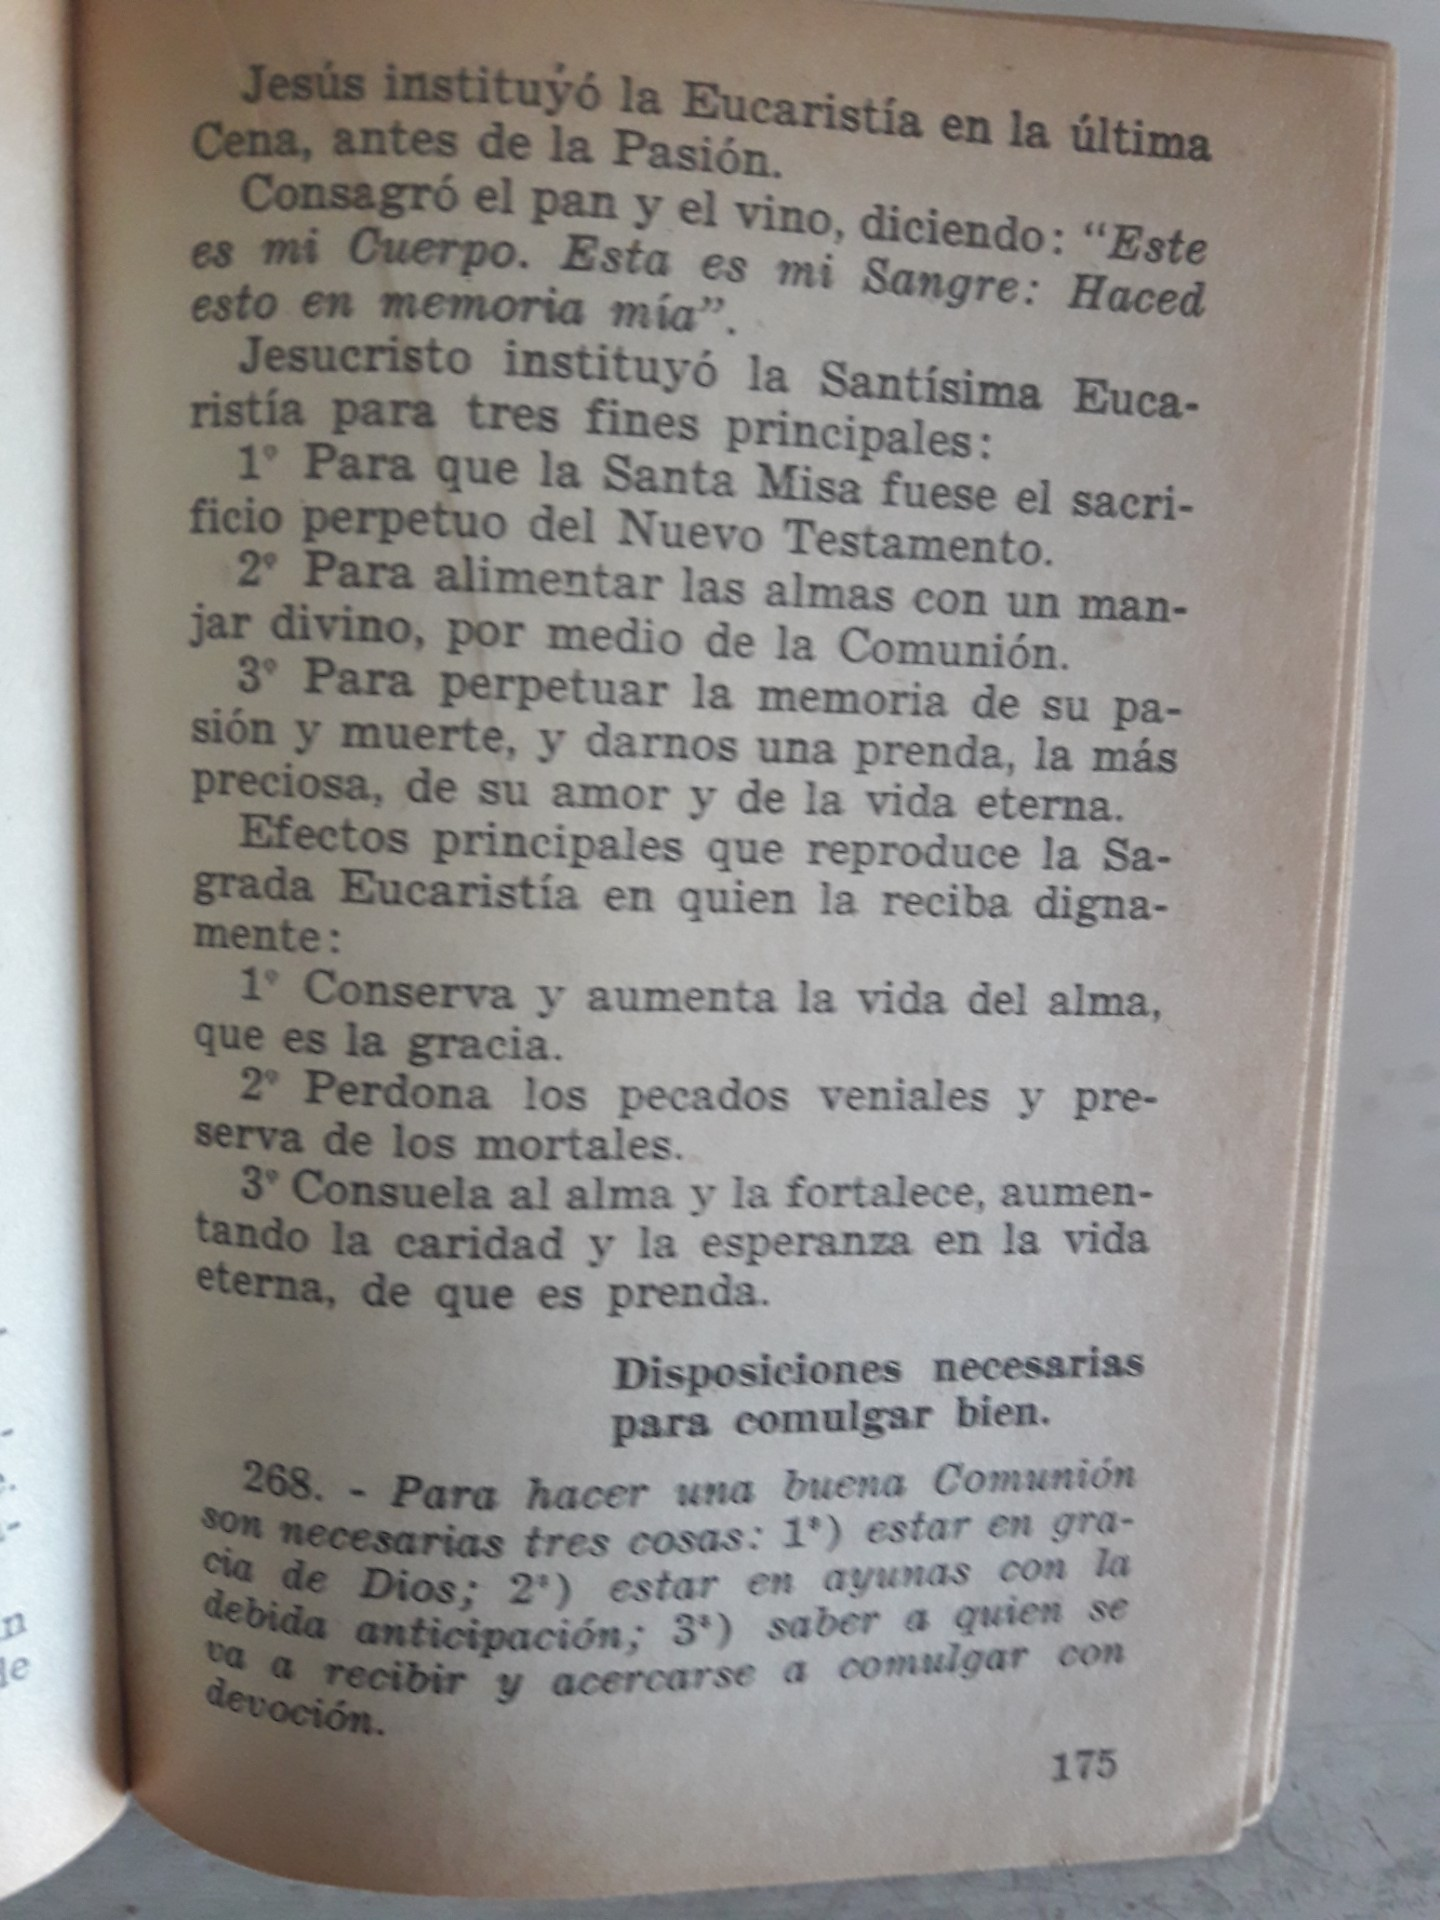 Jesús instituyó la Eucaristía en la última
Cena, antes de la Pasión.
Consagró el pan y el vino, diciendo: “Este
es mi Cuerpo. Esta es mi Sangre: Haced
esto en memoria mía”.
Jesucristo instituyó la Santísima Euca-
ristía para tres fines principales:
1º Para que la Santa Misa fuese el sacri-
ficio perpetuo del Nuevo Testamento.
2º Para alimentar las almas con un man-
jar divino, por medio de la Comunión.
3º Para perpetuar la memoria de su pa-
sión y muerte, y darnos una prenda, la más
preciosa, de su amor y de la vida eterna.
Efectos principales que reproduce la Sa-
grada Eucaristía en quien la reciba digna-
mente:
1º Conserva y aumenta la vida del alma,
que es la gracia.
2º Perdona los pecados veniales y pre-
serva de los mortales.
3º Consuela al alma y la fortalece, aumen-
tando la caridad y la esperanza en la vida
eterna, de que es prenda.
Disposiciones necesarias
para comulgar bien.
268. - Para hacer una buena Comunión
son necesarias tres cosas: 1ª) estar en gra-
cia de Dios; 2ª) estar en ayunas con la
debida anticipación; 3ª) saber a quien se
va a recibir y acercarse a comulgar con
devoción.
175